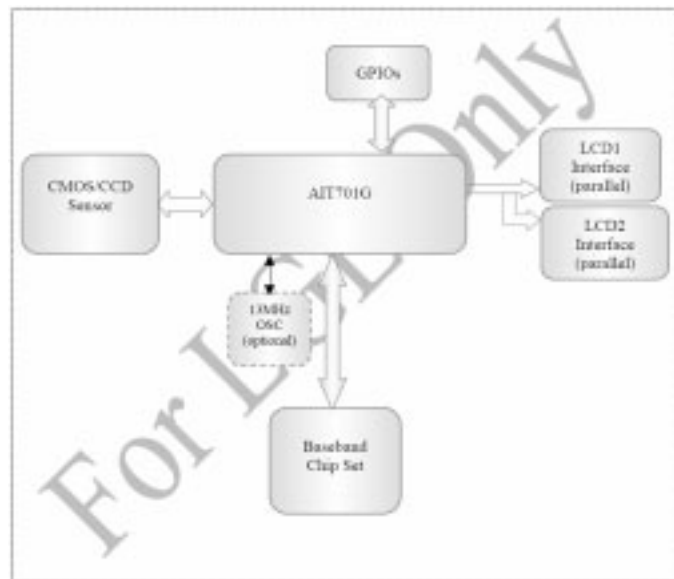 GPIOs
CMOS/CCD
Sensor
AIT701G
LCD1
Interface
(parallel)
LCD2
Interface
(parallel)
13MHz
OSC
(optional)
Baseband
Chip Set
For LG Only